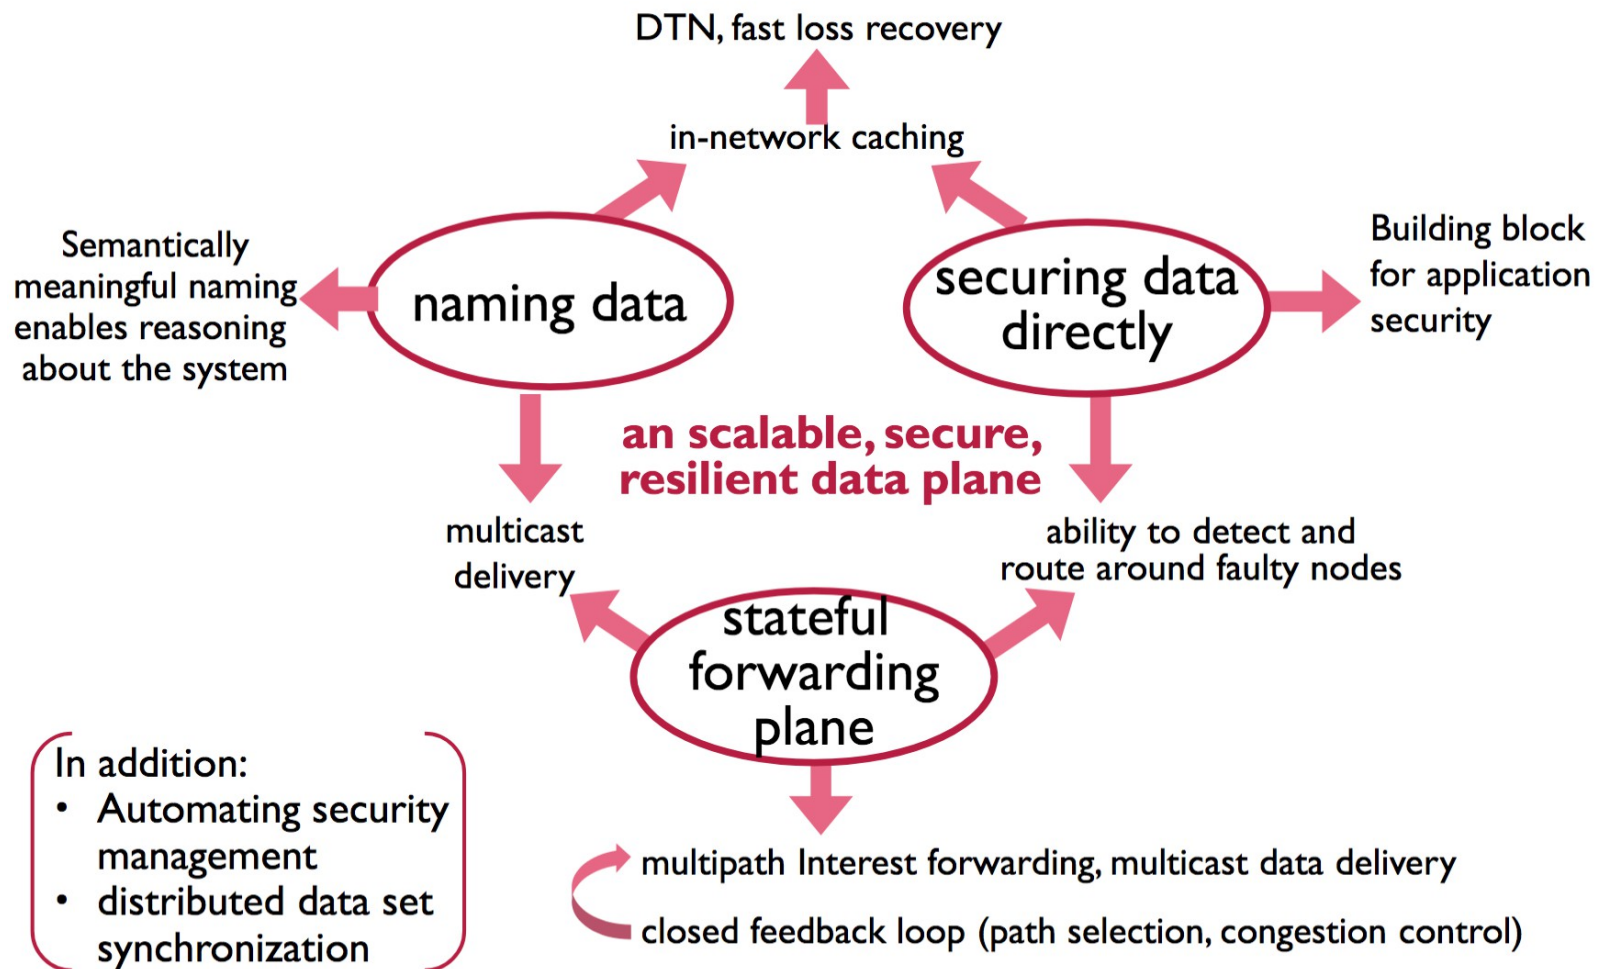 DTN, fast loss recovery
in-network caching
Semantically
meaningful naming
enables reasoning
about the system
naming data
securing data
directly
Building block
for application
security
an scalable, secure,
resilient data plane
multicast
delivery
ability to detect and
route around faulty nodes
stateful
forwarding
plane
In addition:
• Automating security
management
• distributed data set
synchronization
multipath Interest forwarding, multicast data delivery
closed feedback loop (path selection, congestion control)